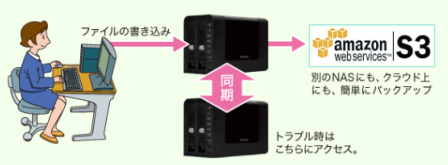 ファイルの書き込み
amazon
web services™
S3
別のNASにも、クラウド上
にも、簡単にバックアップ
同
期
トラブル時は
こちらにアクセス。